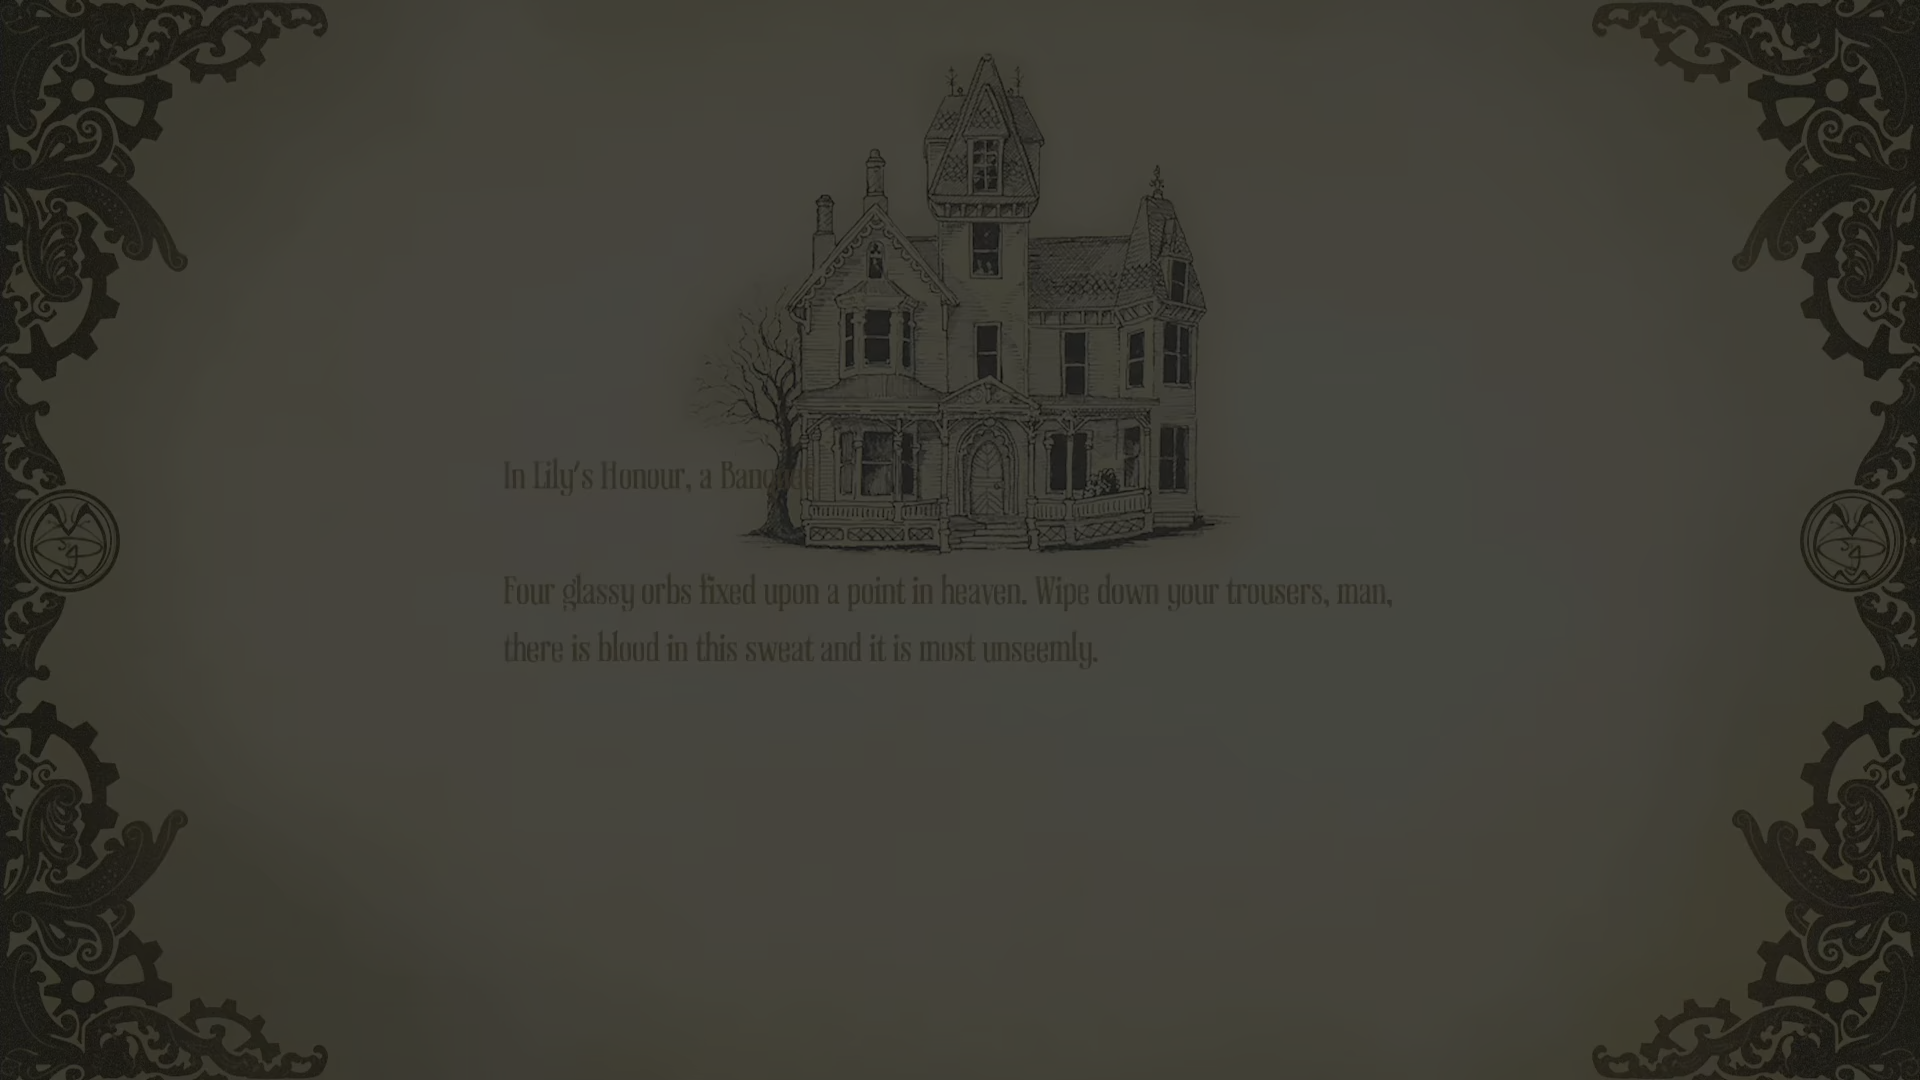 In Lily's Honour, a Banquet
Four glassy orbs fixed upon a point in heaven. Wipe down your trousers, man,
there is blood in this sweat and it is most unseemly.